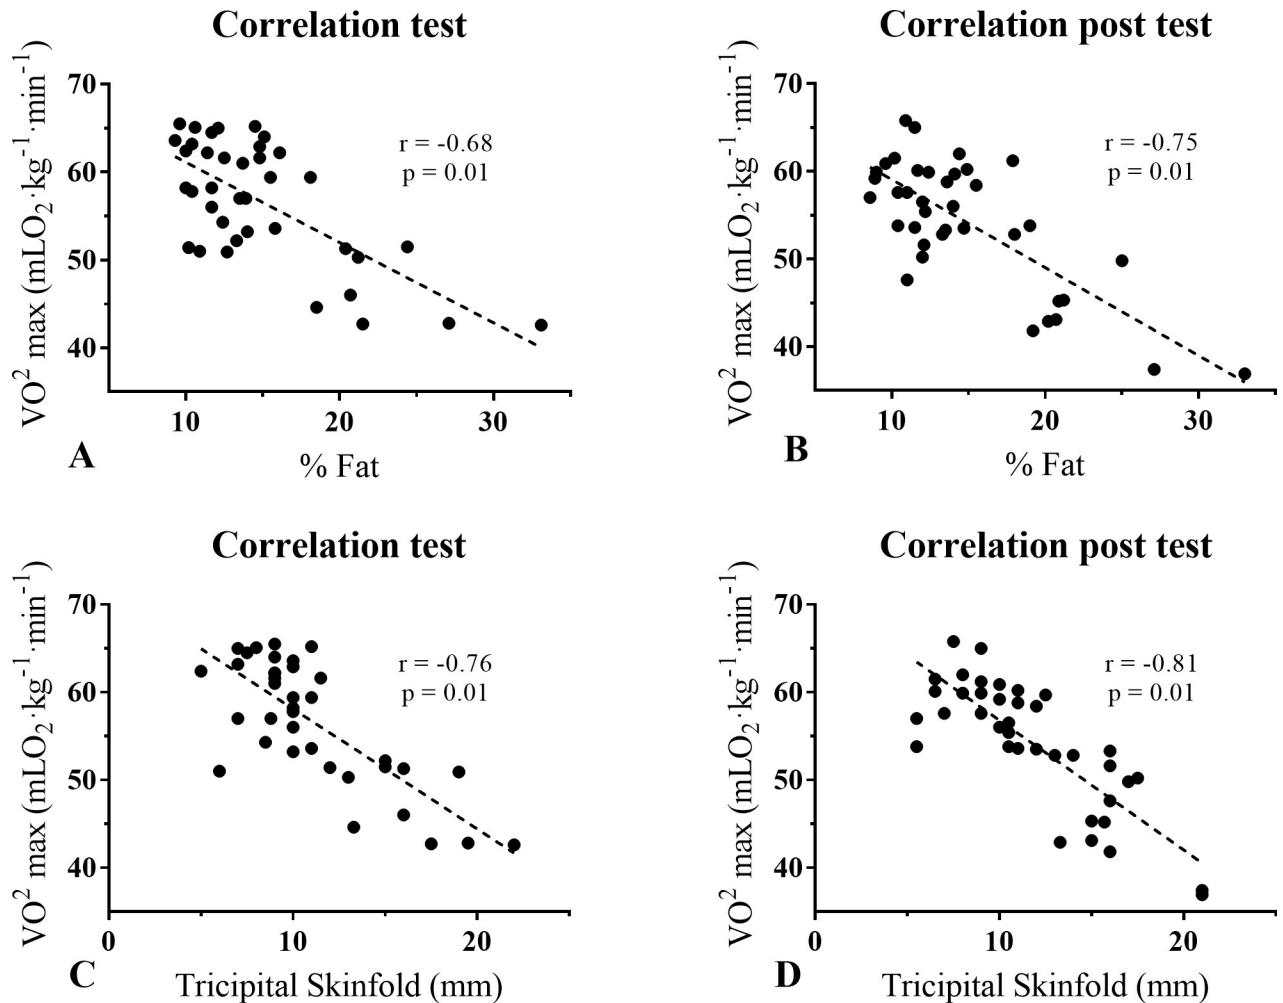 Correlation test
VO² max (mLO₂·kg⁻¹·min⁻¹)
70
60
50
40
r = -0.68
p = 0.01
10
20
30
A
% Fat
Correlation post test
VO² max (mLO₂·kg⁻¹·min⁻¹)
70
60
50
40
r = -0.75
p = 0.01
10
20
30
B
% Fat
Correlation test
VO² max (mLO₂·kg⁻¹·min⁻¹)
70
60
50
40
r = -0.76
p = 0.01
0
10
20
C
Tricipital Skinfold (mm)
Correlation post test
VO² max (mLO₂·kg⁻¹·min⁻¹)
70
60
50
40
r = -0.81
p = 0.01
0
10
20
D
Tricipital Skinfold (mm)